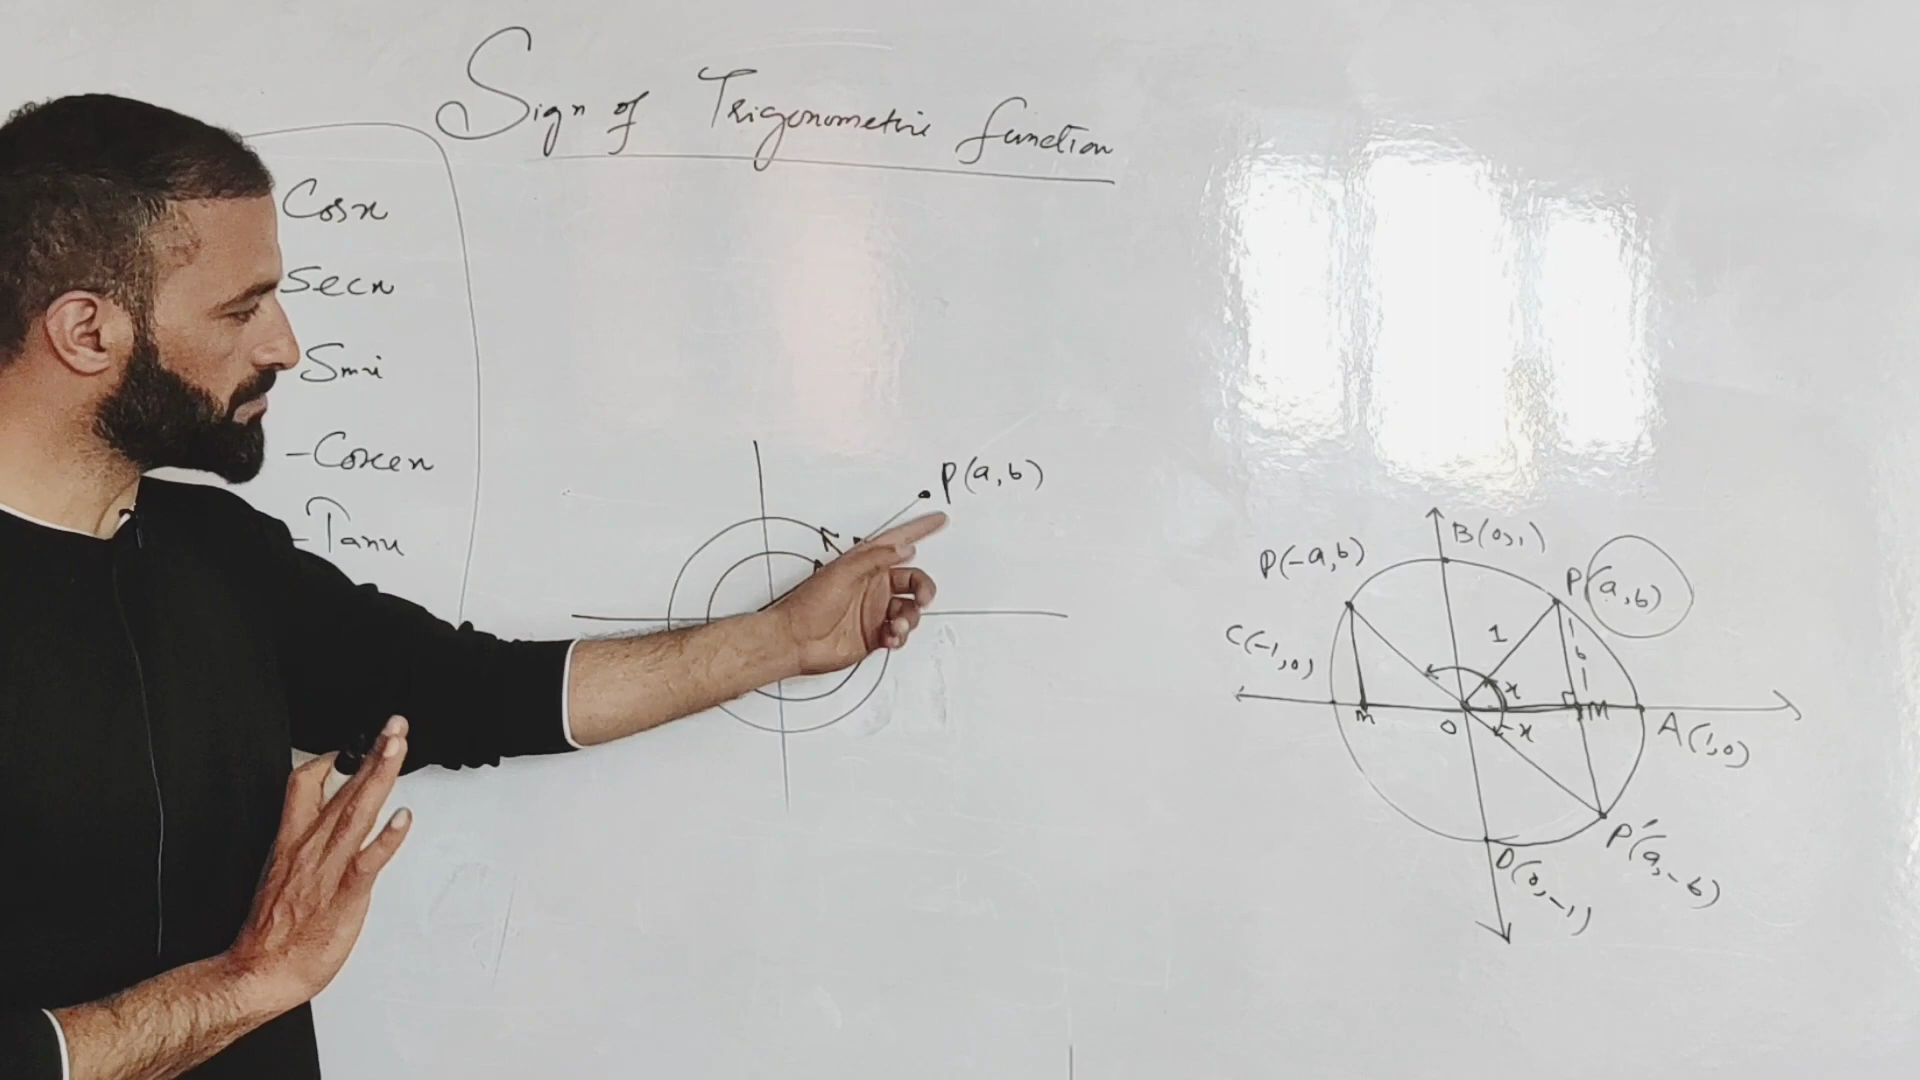 Sign of Trigonometric function
Cosx
Secx
Sinx
-Cosecx
-Tanx
P(a,b)
B(0,1)
P(-a,b)
P(a,b)
C(-1,0)
1
b
x
m
O
M
-x
A(1,0)
P'(a,-b)
D(0,-1)